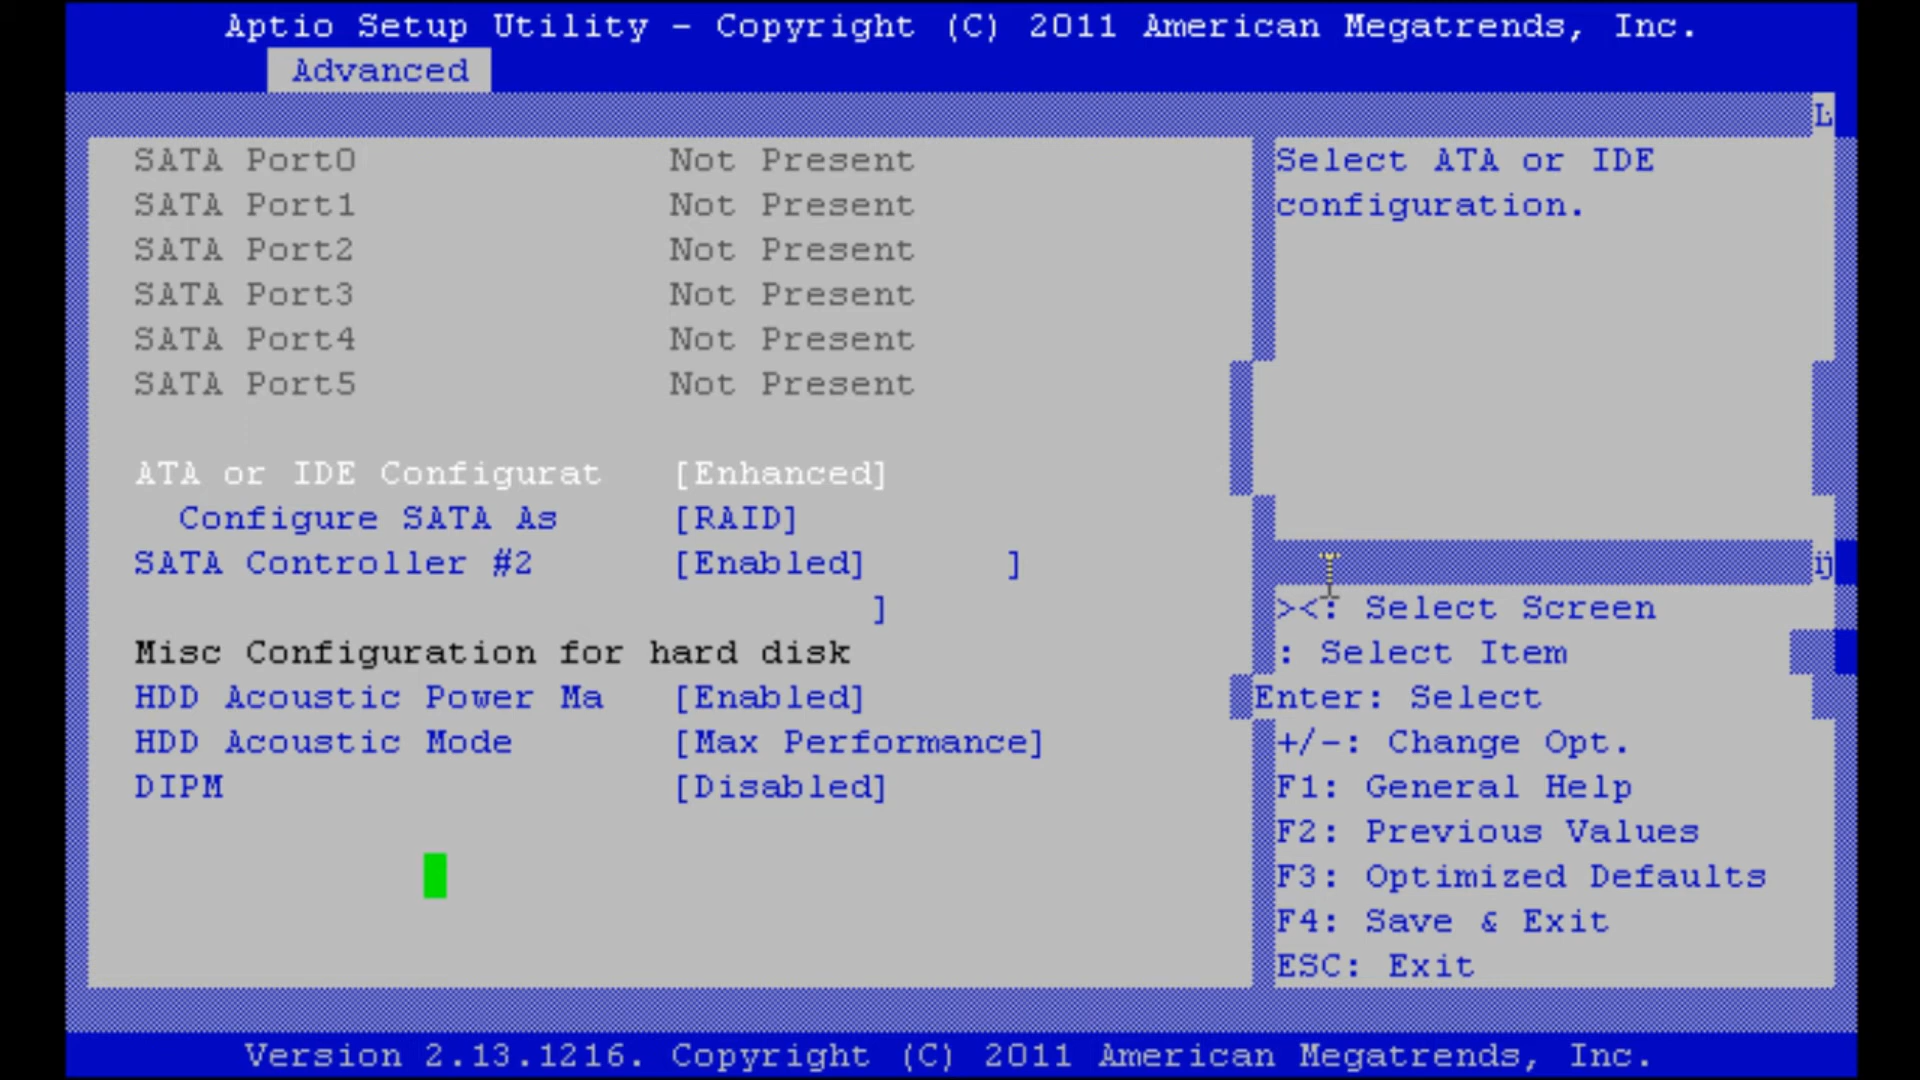 Aptio Setup Utility - Copyright (C) 2011 American Megatrends, Inc.
Advanced
L
SATA Port0 Not Present
SATA Port1 Not Present
SATA Port2 Not Present
SATA Port3 Not Present
SATA Port4 Not Present
SATA Port5 Not Present
ATA or IDE Configurat [Enhanced]
Configure SATA As [RAID]
SATA Controller #2 [Enabled] ]
]
Misc Configuration for hard disk
HDD Acoustic Power Ma [Enabled]
HDD Acoustic Mode [Max Performance]
DIPM [Disabled]
Select ATA or IDE
configuration.
ij
><: Select Screen
: Select Item
Enter: Select
+/-: Change Opt.
F1: General Help
F2: Previous Values
F3: Optimized Defaults
F4: Save & Exit
ESC: Exit
Version 2.13.1216. Copyright (C) 2011 American Megatrends, Inc.